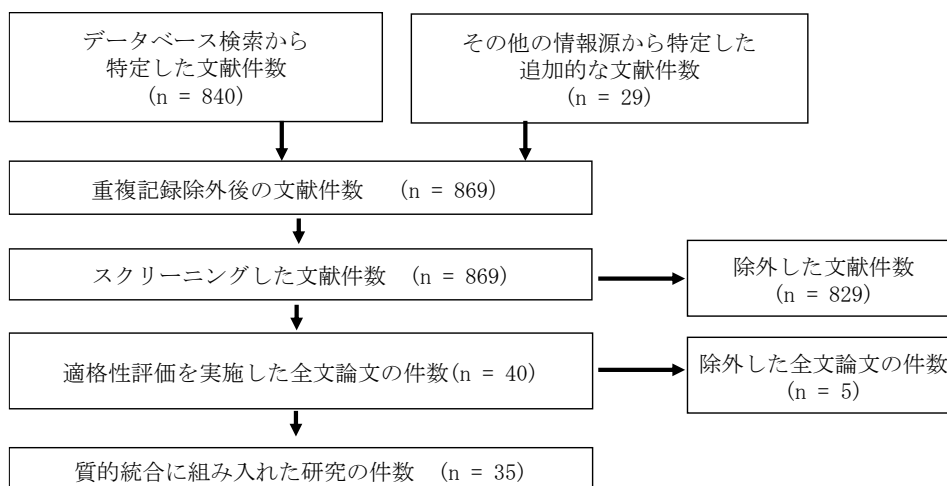 データベース検索から
特定した文献件数
(n = 840)
その他の情報源から特定した
追加的な文献件数
(n = 29)
重複記録除外後の文献件数 (n = 869)
スクリーニングした文献件数 (n = 869)
除外した文献件数
(n = 829)
適格性評価を実施した全文論文の件数(n = 40)
除外した全文論文の件数
(n = 5)
質的統合に組み入れた研究の件数 (n = 35)